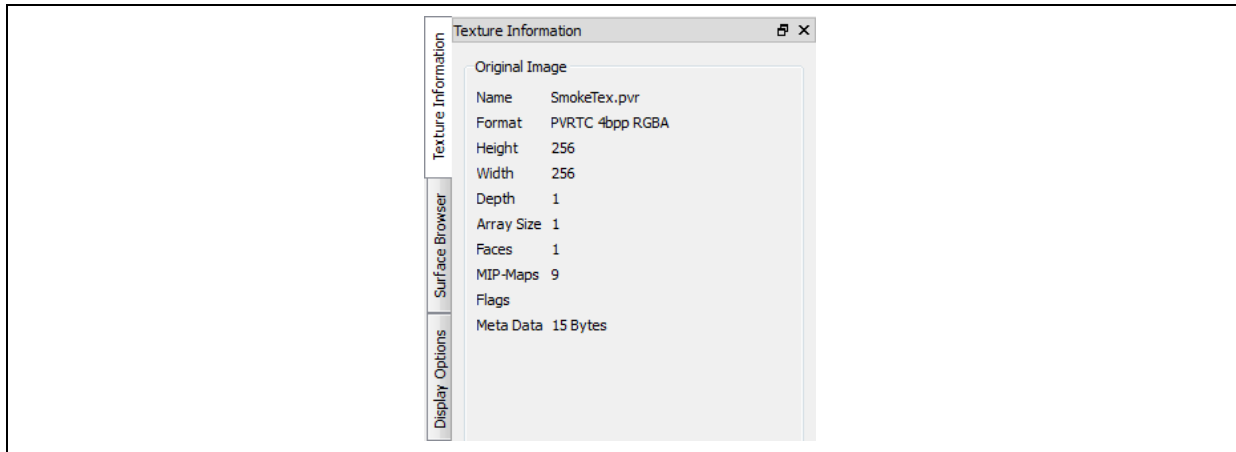 Texture Information
Original Image
Name SmokeTex.pvr
Format PVRTC 4bpp RGBA
Height 256
Width 256
Depth 1
Array Size 1
Faces 1
MIP-Maps 9
Flags
Meta Data 15 Bytes
Texture Information
Surface Browser
Display Options